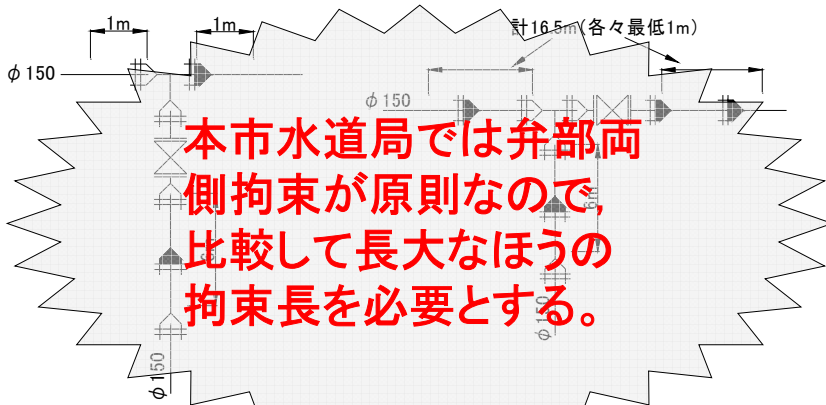 1m
1m
計16.5m(各々最低1m)
φ150
φ150
本市水道局では弁部両
側拘束が原則なので,
比較して長大なほうの
拘束長を必要とする。
6m
φ150
φ150